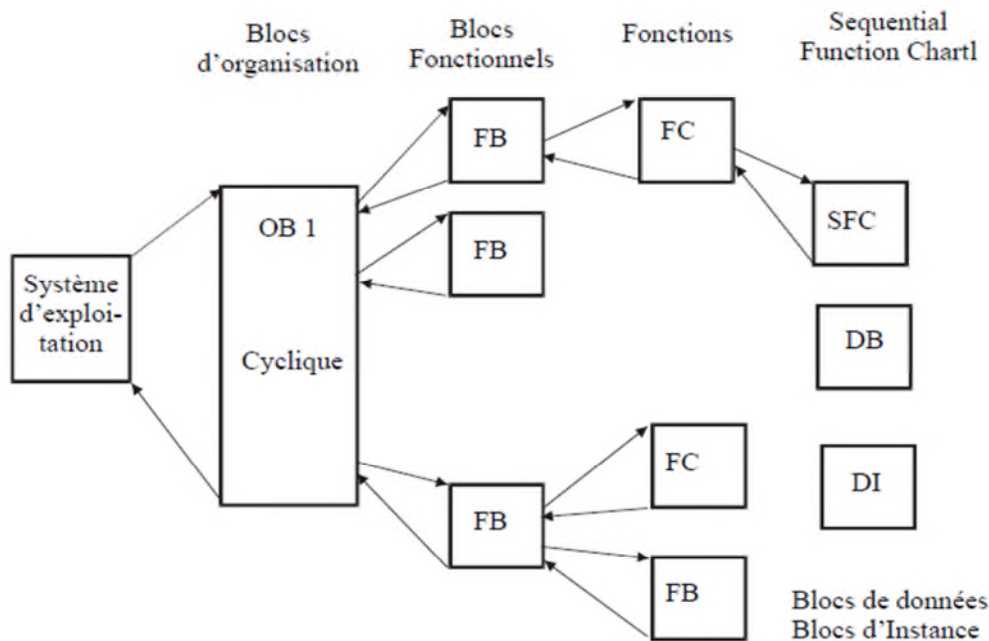 Blocs
d'organisation
Blocs
Fonctionnels
Fonctions
Sequential
Function Chartl
FB
FC
SFC
OB 1
FB
Système
d'exploi-
tation
Cyclique
DB
FC
DI
FB
FB
Blocs de données
Blocs d'Instance